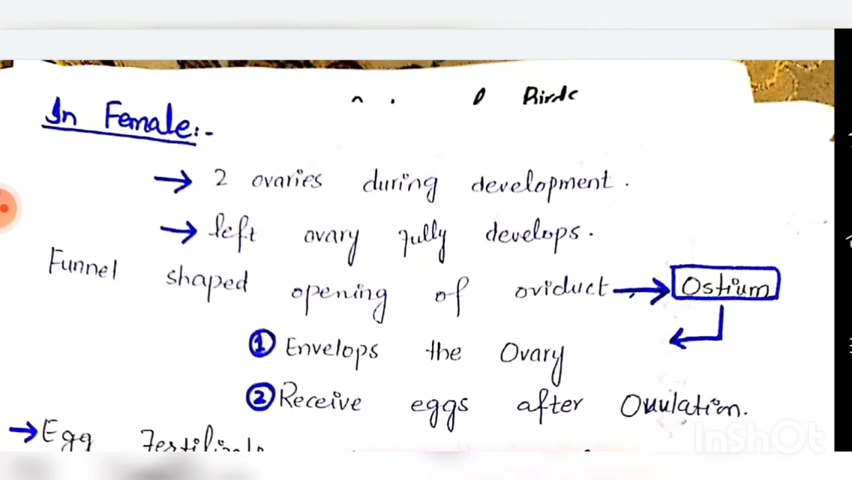 Birds
In Female:-
→ 2 ovaries during development.
→ left ovary fully develops.
Funnel shaped opening of oviduct → Ostium
① Envelops the Ovary
② Receive eggs after Ovulation.
→ Egg
InShOt